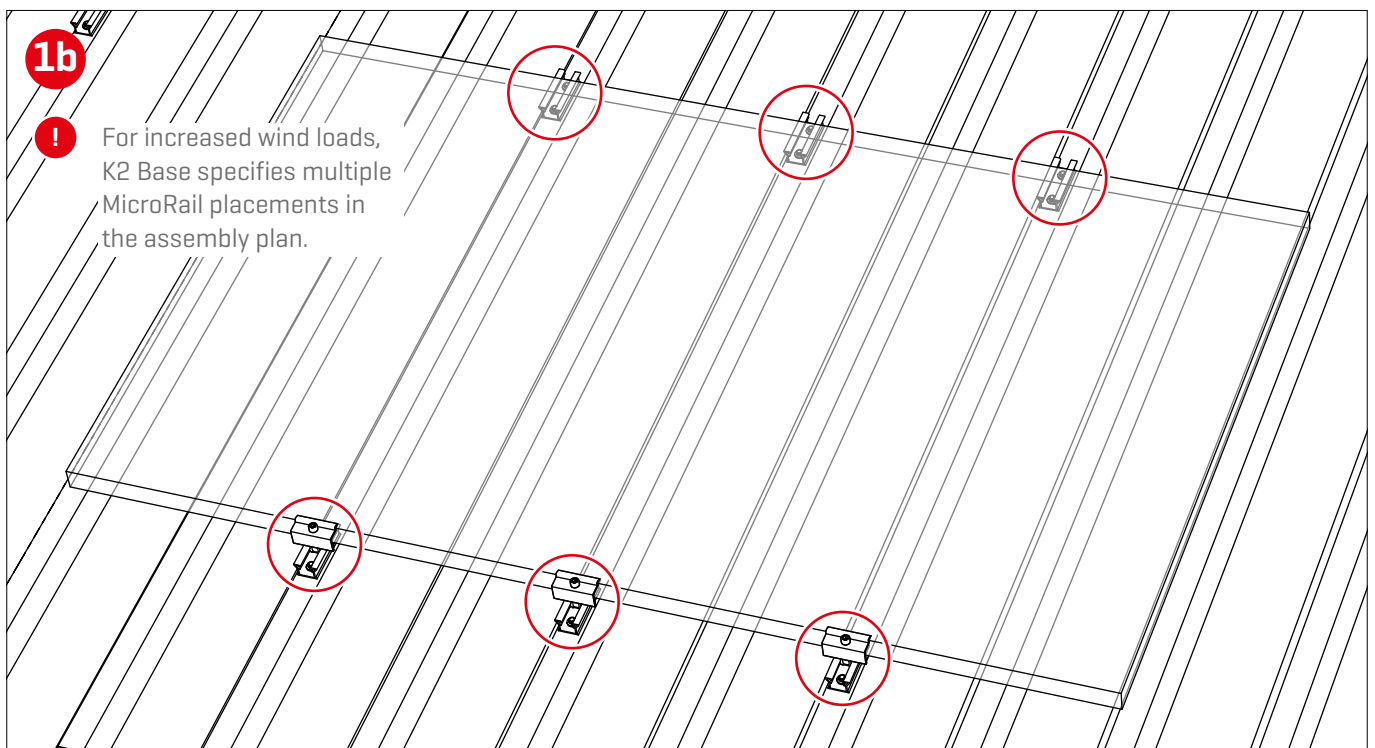 1b
!
For increased wind loads,
K2 Base specifies multiple
MicroRail placements in
the assembly plan.